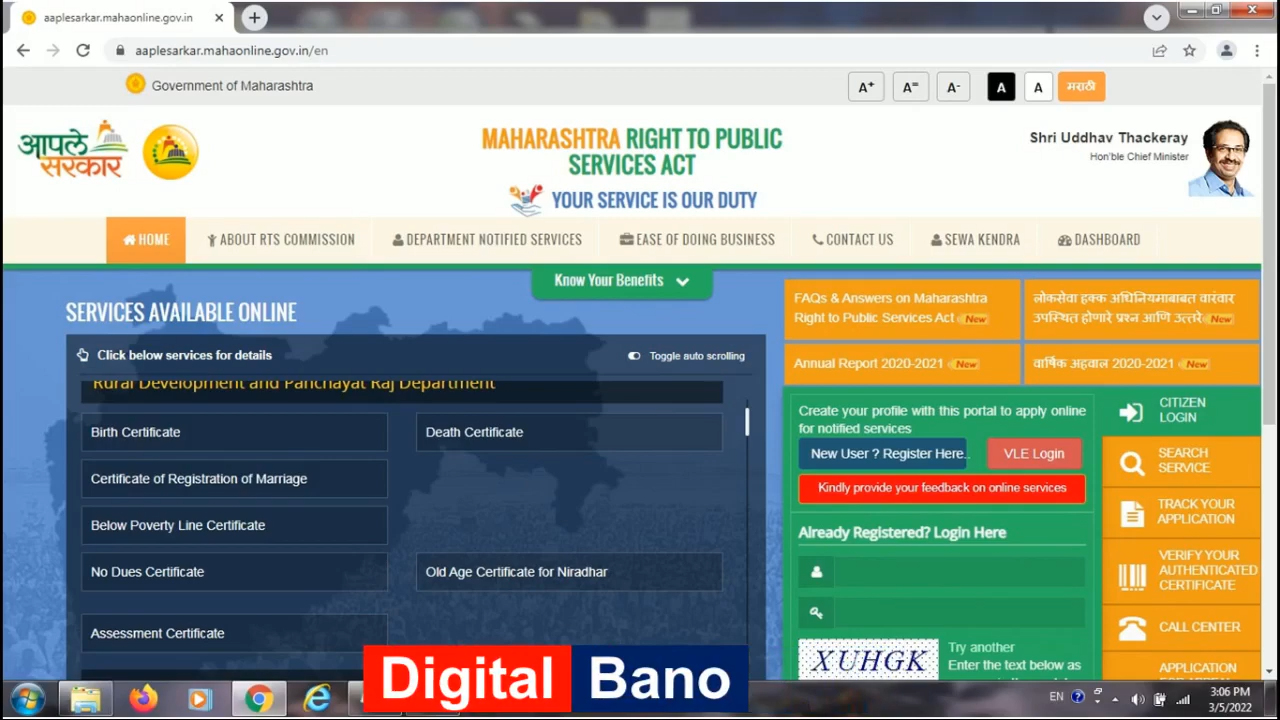 aaplesarkar.mahaonline.gov.in
aaplesarkar.mahaonline.gov.in/en
Government of Maharashtra
A+ A= A- A A मराठी
आपले
सरकार
MAHARASHTRA RIGHT TO PUBLIC
SERVICES ACT
YOUR SERVICE IS OUR DUTY
Shri Uddhav Thackeray
Hon'ble Chief Minister
HOME ABOUT RTS COMMISSION DEPARTMENT NOTIFIED SERVICES EASE OF DOING BUSINESS CONTACT US SEWA KENDRA DASHBOARD
Know Your Benefits
SERVICES AVAILABLE ONLINE
Click below services for details Toggle auto scrolling
Rural Development and Panchayat Raj Department
Birth Certificate Death Certificate
Certificate of Registration of Marriage
Below Poverty Line Certificate
No Dues Certificate Old Age Certificate for Niradhar
Assessment Certificate
FAQs & Answers on Maharashtra
Right to Public Services Act New
लोकसेवा हक्क अधिनियमाबाबत वारंवार
उपस्थित होणारे प्रश्न आणि उत्तरे New
Annual Report 2020-2021 New
वार्षिक अहवाल 2020-2021 New
Create your profile with this portal to apply online
for notified services
New User ? Register Here.. VLE Login
Kindly provide your feedback on online services
Already Registered? Login Here
XUHGK
Try another
Enter the text below as
CITIZEN
LOGIN
SEARCH
SERVICE
TRACK YOUR
APPLICATION
VERIFY YOUR
AUTHENTICATED
CERTIFICATE
CALL CENTER
APPLICATION
FOR APPEAL
Digital Bano
EN
3:06 PM
3/5/2022